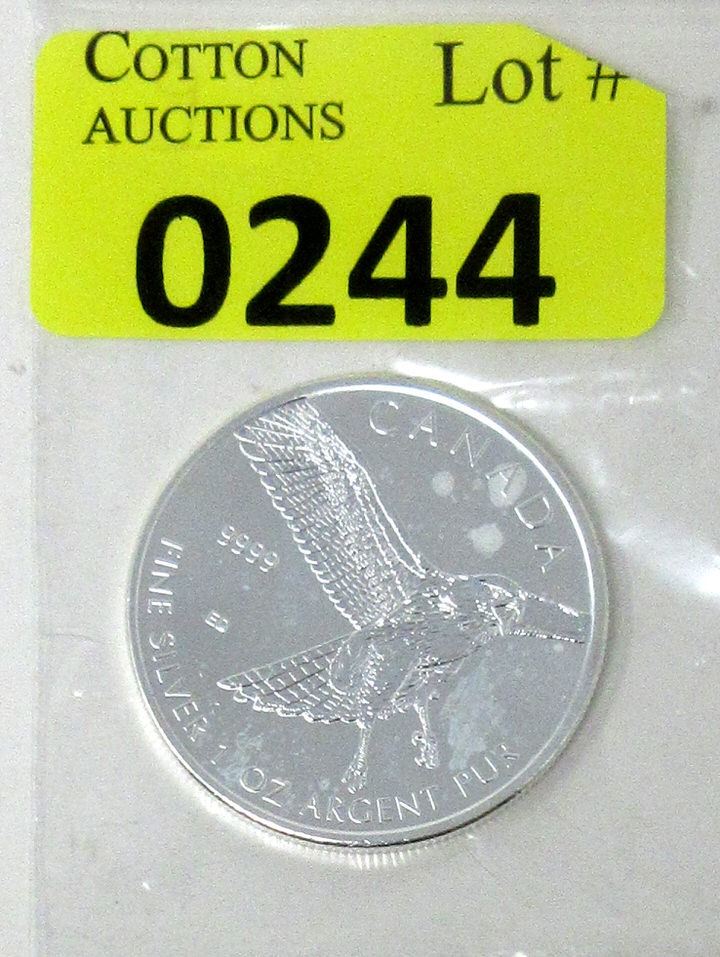 COTTON
AUCTIONS
Lot #
0244
CANADA
9999
FINE SILVER 1 OZ ARGENT PUR